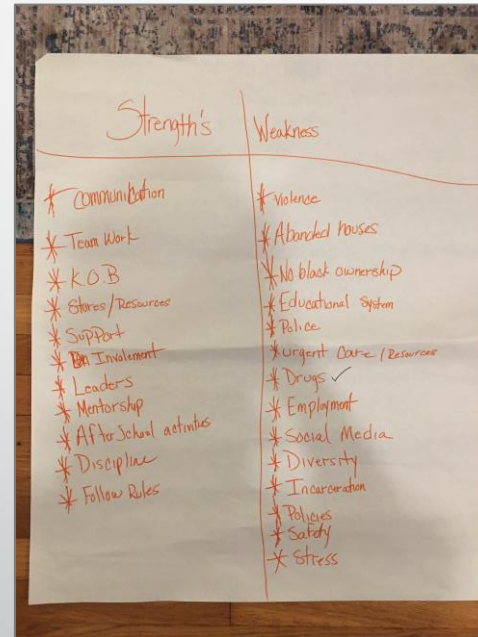 Strength's
* Communication
* Team Work
* K.O.B
* Stores/Resources
* Support
* Involement
* Leaders
* Mentorship
* After School activities
* Discipline
* Follow Rules
Weakness
* Violence
* Abanded houses
* No black ownership
* Educational System
* Police
* urgent Care / Resources
* Drugs ✓
* Employment
* Social Media
* Diversity
* Incarceration
* Policies
* Safety
* Stress